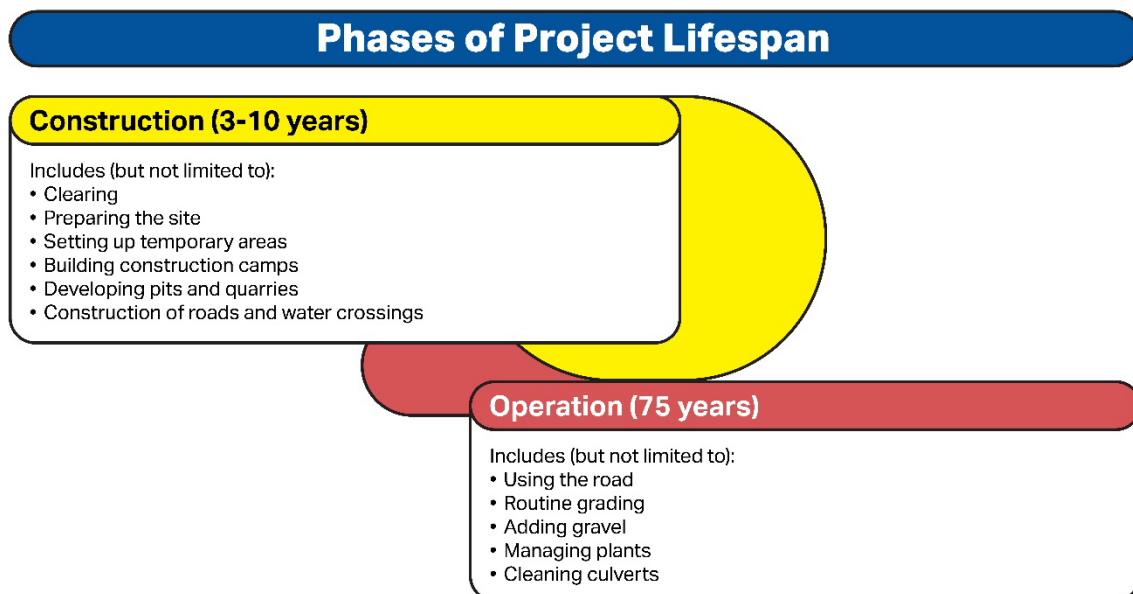 Phases of Project Lifespan
Construction (3-10 years)
Includes (but not limited to):
• Clearing
• Preparing the site
• Setting up temporary areas
• Building construction camps
• Developing pits and quarries
• Construction of roads and water crossings
Operation (75 years)
Includes (but not limited to):
• Using the road
• Routine grading
• Adding gravel
• Managing plants
• Cleaning culverts